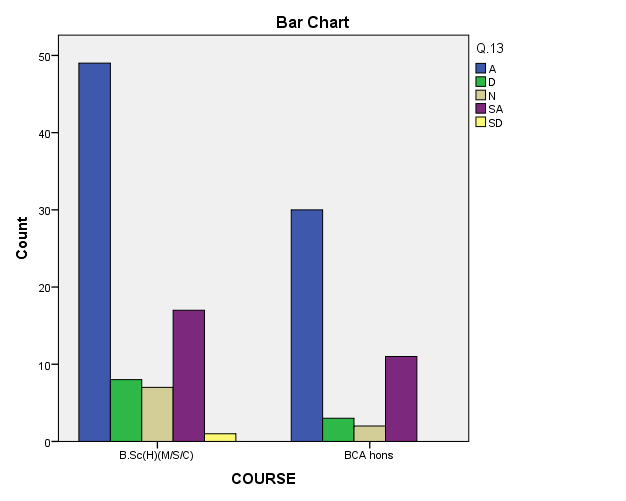 Bar Chart
Q.13
A
D
N
SA
SD
50
40
30
20
10
0
Count
B.Sc(H)(M/S/C)
BCA hons
COURSE